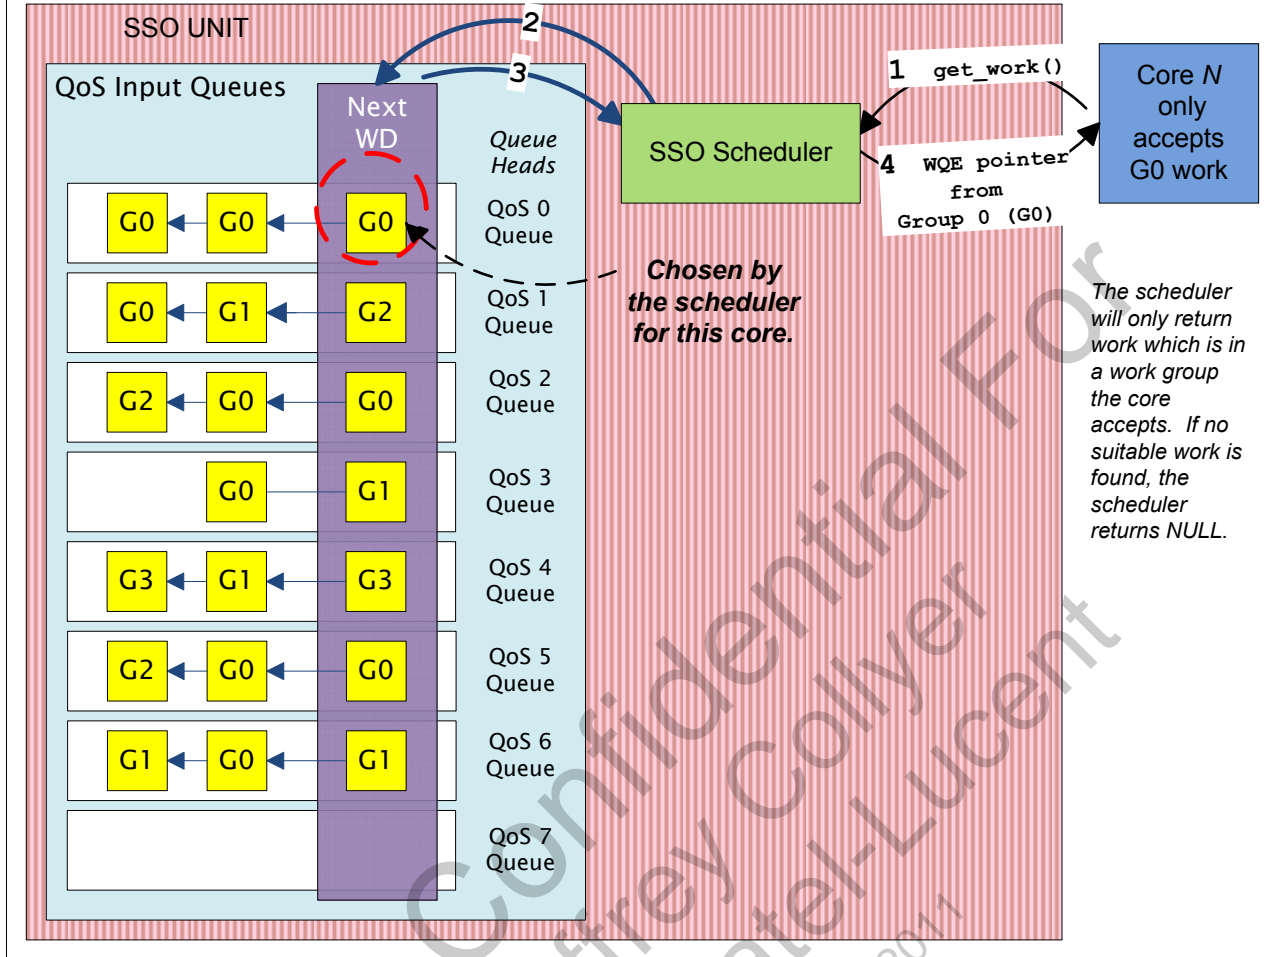 SSO UNIT
QoS Input Queues
Next
WD
Queue
Heads
2
3
SSO Scheduler
1 get_work()
4 WQE pointer
from
Group 0 (G0)
Core N
only
accepts
G0 work
G0 G0 G0
QoS 0
Queue
Chosen by
the scheduler
for this core.
G0 G1 G2
QoS 1
Queue
G2 G0 G0
QoS 2
Queue
G0 G1
QoS 3
Queue
G3 G1 G3
QoS 4
Queue
G2 G0 G0
QoS 5
Queue
G1 G0 G1
QoS 6
Queue
QoS 7
Queue
The scheduler
will only return
work which is in
a work group
the core
accepts. If no
suitable work is
found, the
scheduler
returns NULL.
Confidential For
ffrey Collyer
atel-Lucent
2011